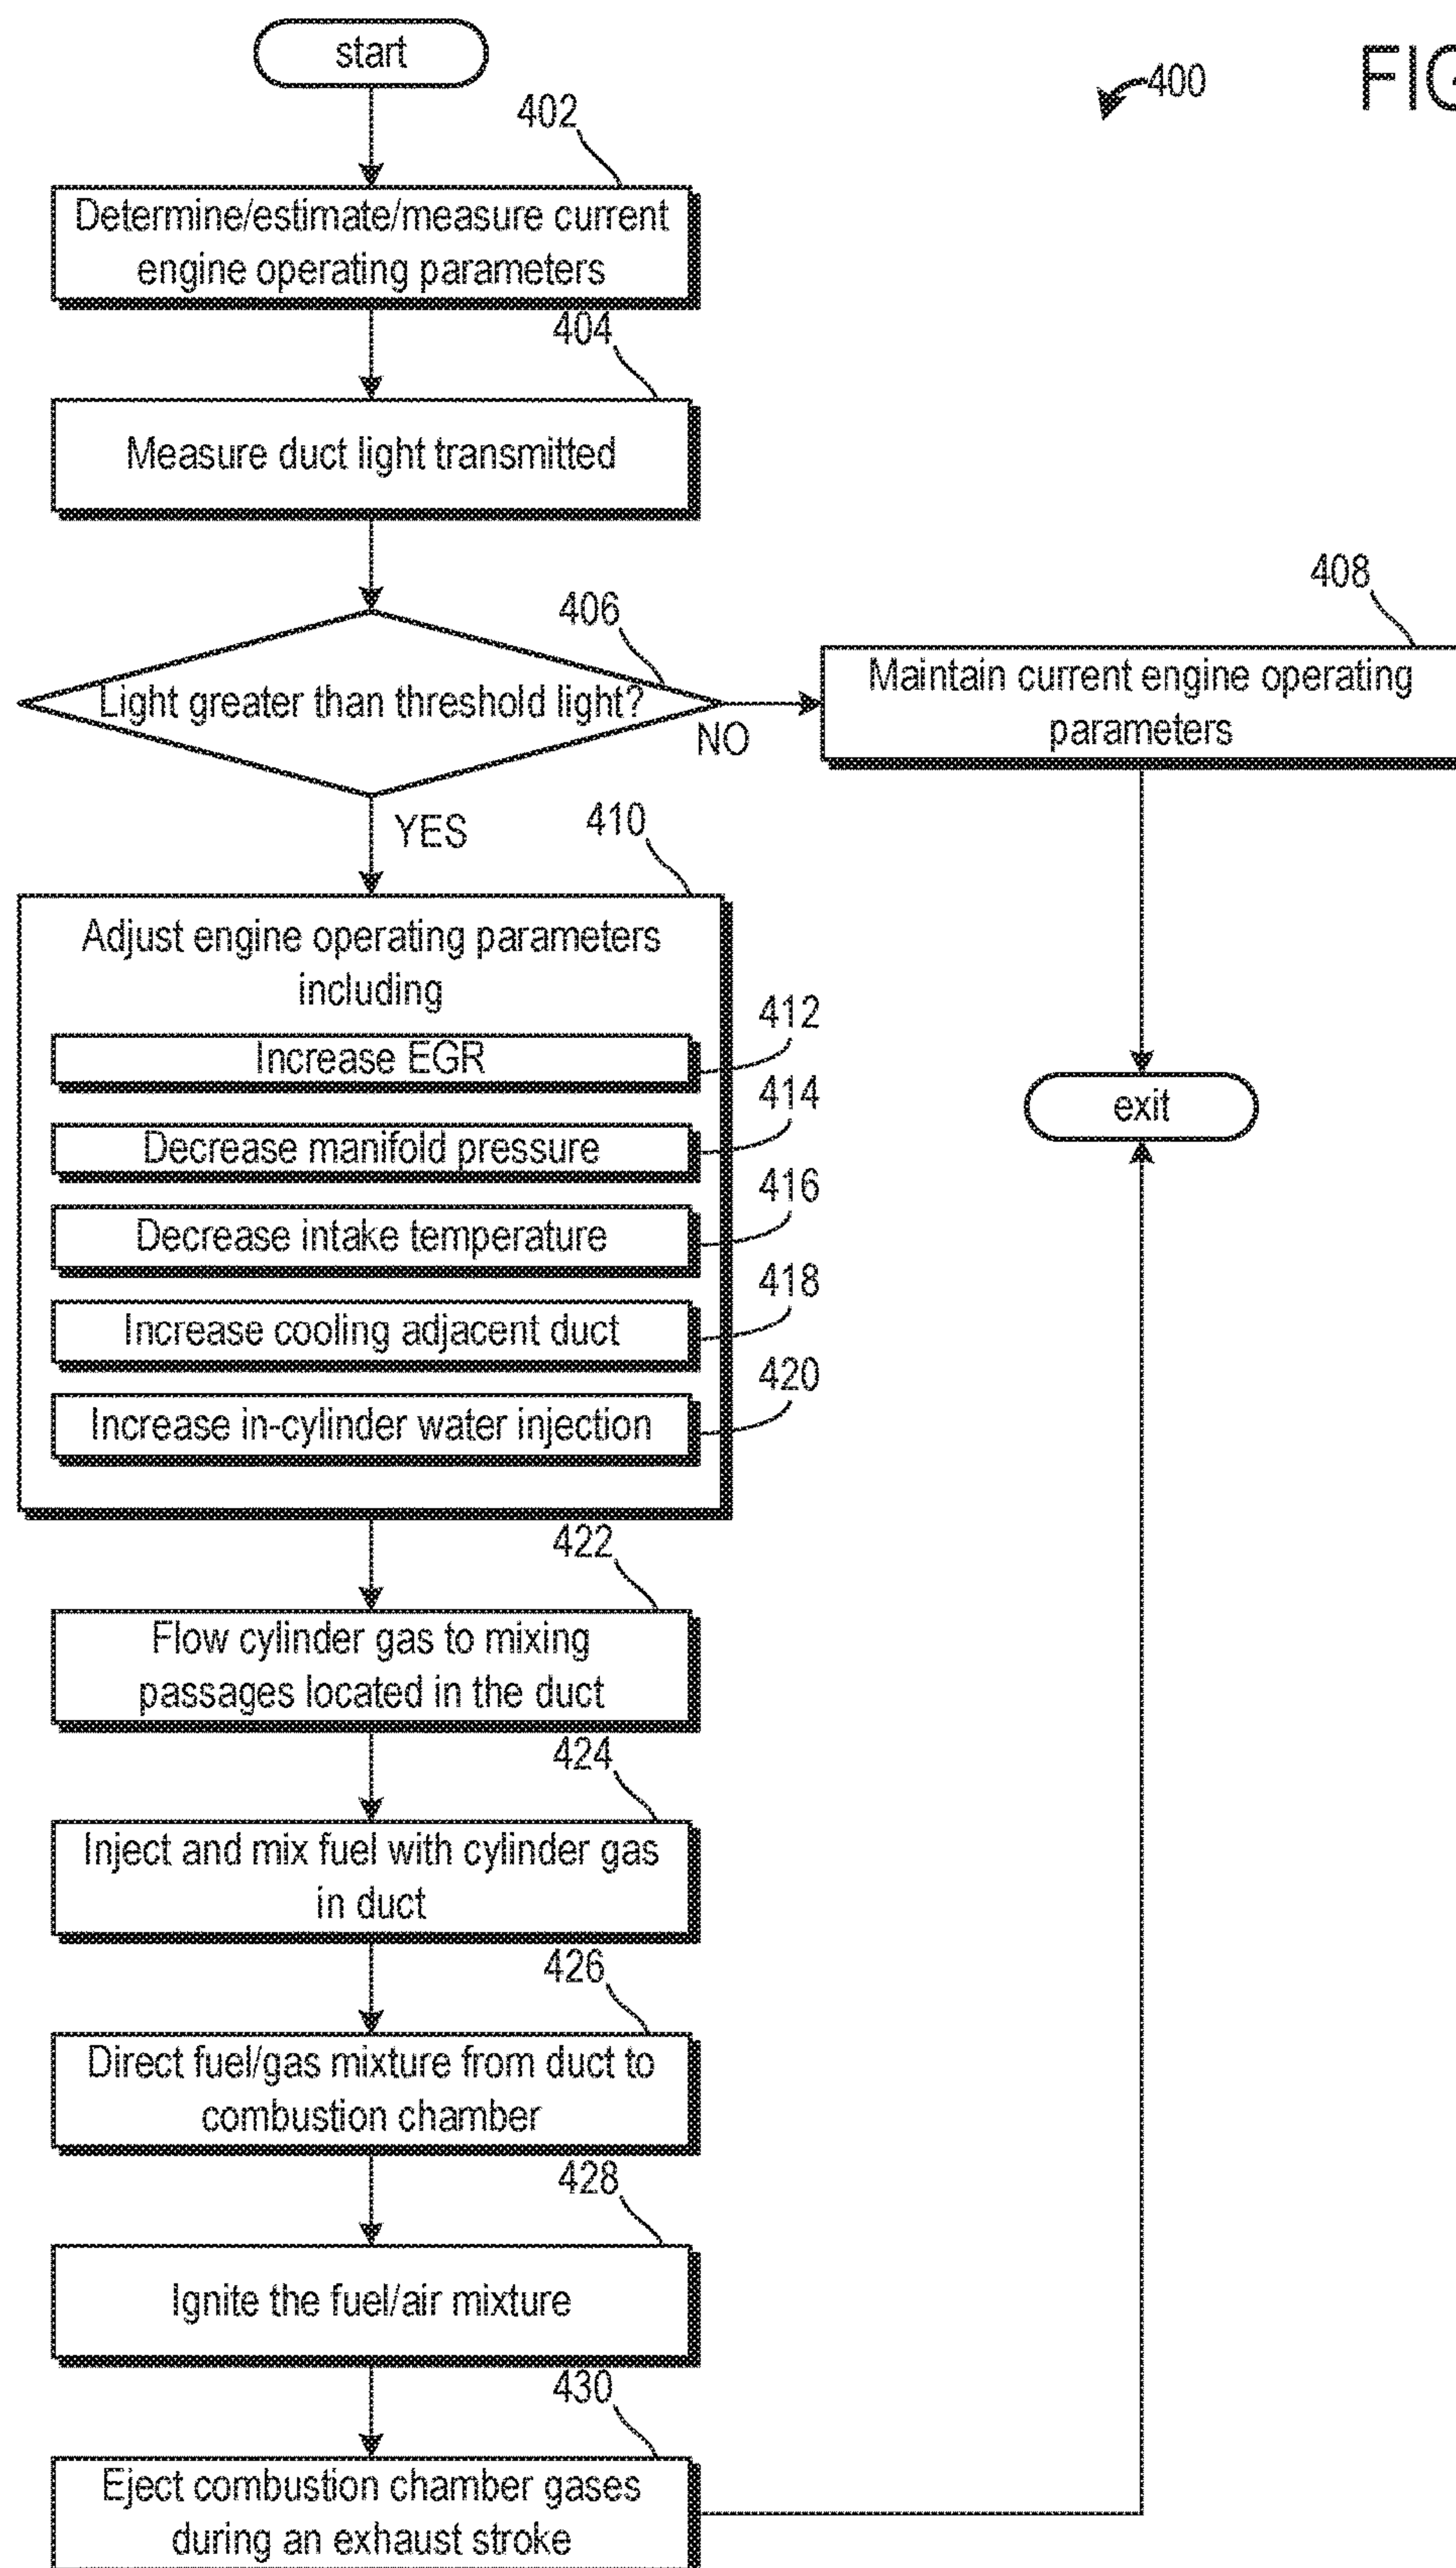 start
400
FIG
402
Determine/estimate/measure current
engine operating parameters
404
Measure duct light transmitted
406
Light greater than threshold light?
NO
408
Maintain current engine operating
parameters
YES
410
Adjust engine operating parameters
including
412
Increase EGR
414
Decrease manifold pressure
416
Decrease intake temperature
418
Increase cooling adjacent duct
420
Increase in-cylinder water injection
exit
422
Flow cylinder gas to mixing
passages located in the duct
424
Inject and mix fuel with cylinder gas
in duct
426
Direct fuel/gas mixture from duct to
combustion chamber
428
Ignite the fuel/air mixture
430
Eject combustion chamber gases
during an exhaust stroke